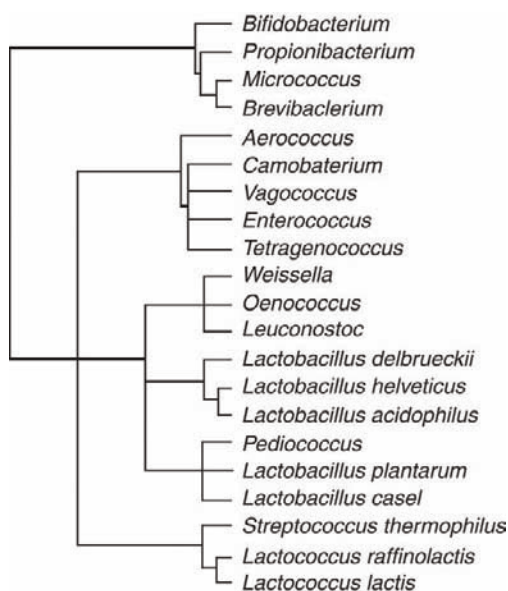 Bifidobacterium
Propionibacterium
Micrococcus
Brevibaclerium
Aerococcus
Camobaterium
Vagococcus
Enterococcus
Tetragenococcus
Weissella
Oenococcus
Leuconostoc
Lactobacillus delbrueckii
Lactobacillus helveticus
Lactobacillus acidophilus
Pediococcus
Lactobacillus plantarum
Lactobacillus casel
Streptococcus thermophilus
Lactococcus raffinolactis
Lactococcus lactis